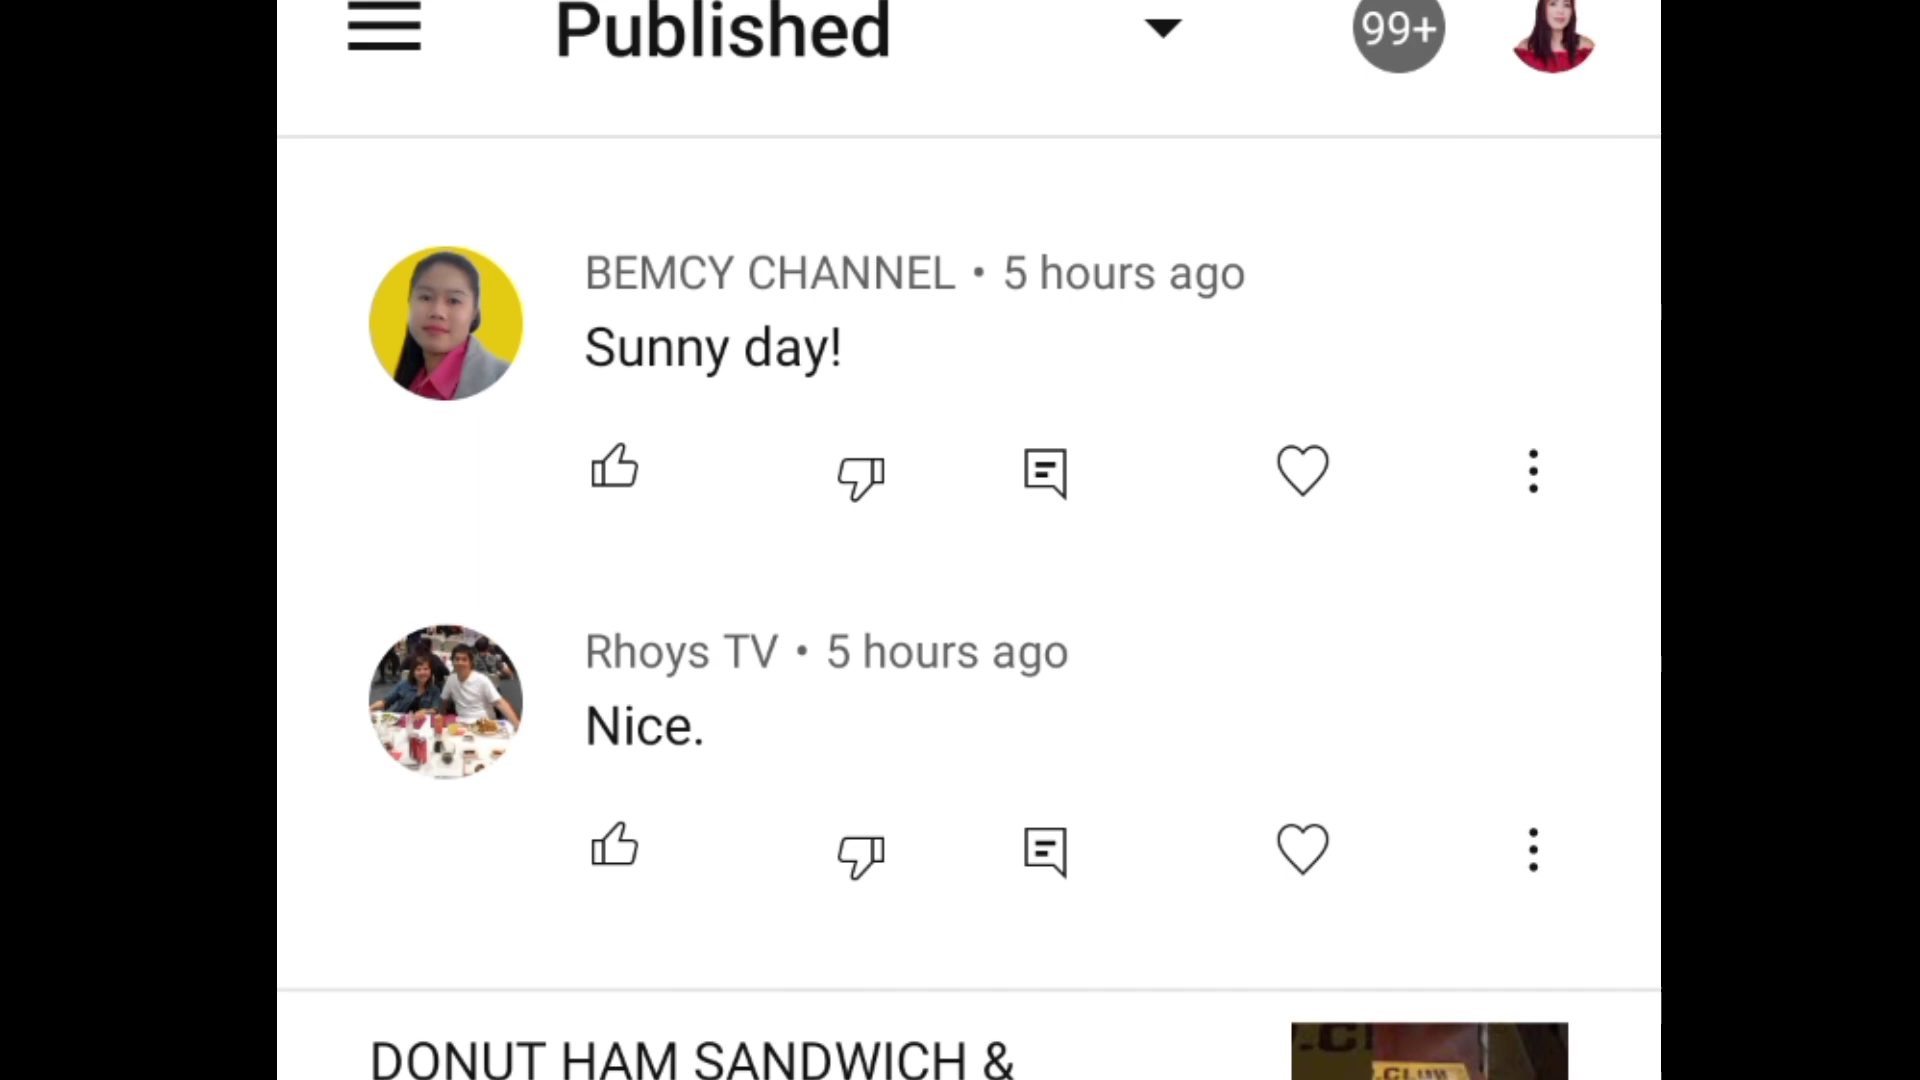 Published
99+
BEMCY CHANNEL • 5 hours ago
Sunny day!
Rhoys TV • 5 hours ago
Nice.
DONUT HAM SANDWICH &